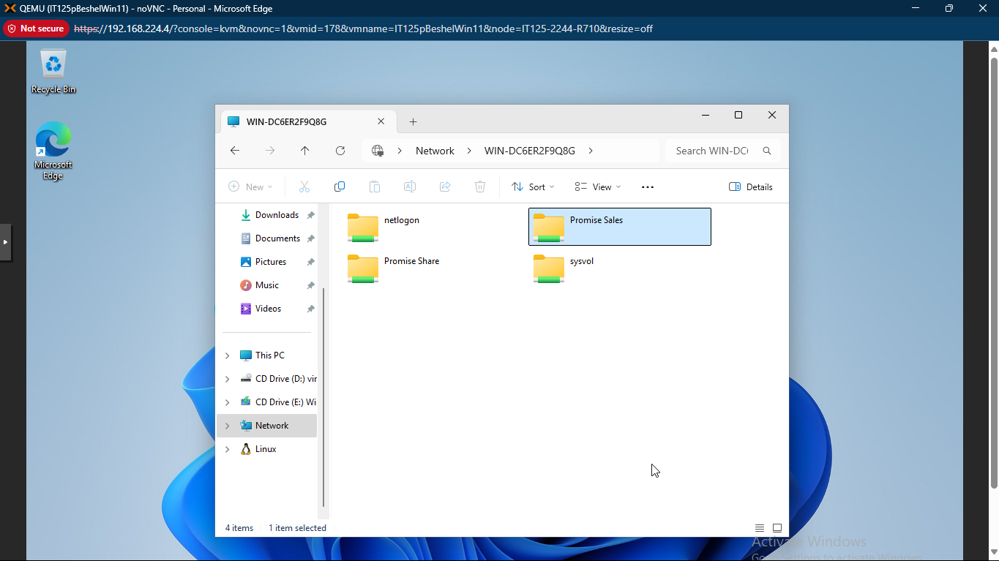 QEMU (IT125pBeshelWin11) - noVNC - Personal - Microsoft Edge
Not secure https://192.168.224.4/?console=kvm&novnc=1&vmid=178&vmname=IT125pBeshelWin11&node=IT125-2244-R710&resize=off
Recycle Bin
Microsoft
Edge
WIN-DC6ER2F9Q8G
Network WIN-DC6ER2F9Q8G
Search WIN-DC
New
Sort
View
Details
Downloads
Documents
Pictures
Music
Videos
This PC
CD Drive (D:) vir
CD Drive (E:) Wi
Network
Linux
netlogon
Promise Sales
Promise Share
sysvol
4 items 1 item selected
Activate Windows
to activate Windows